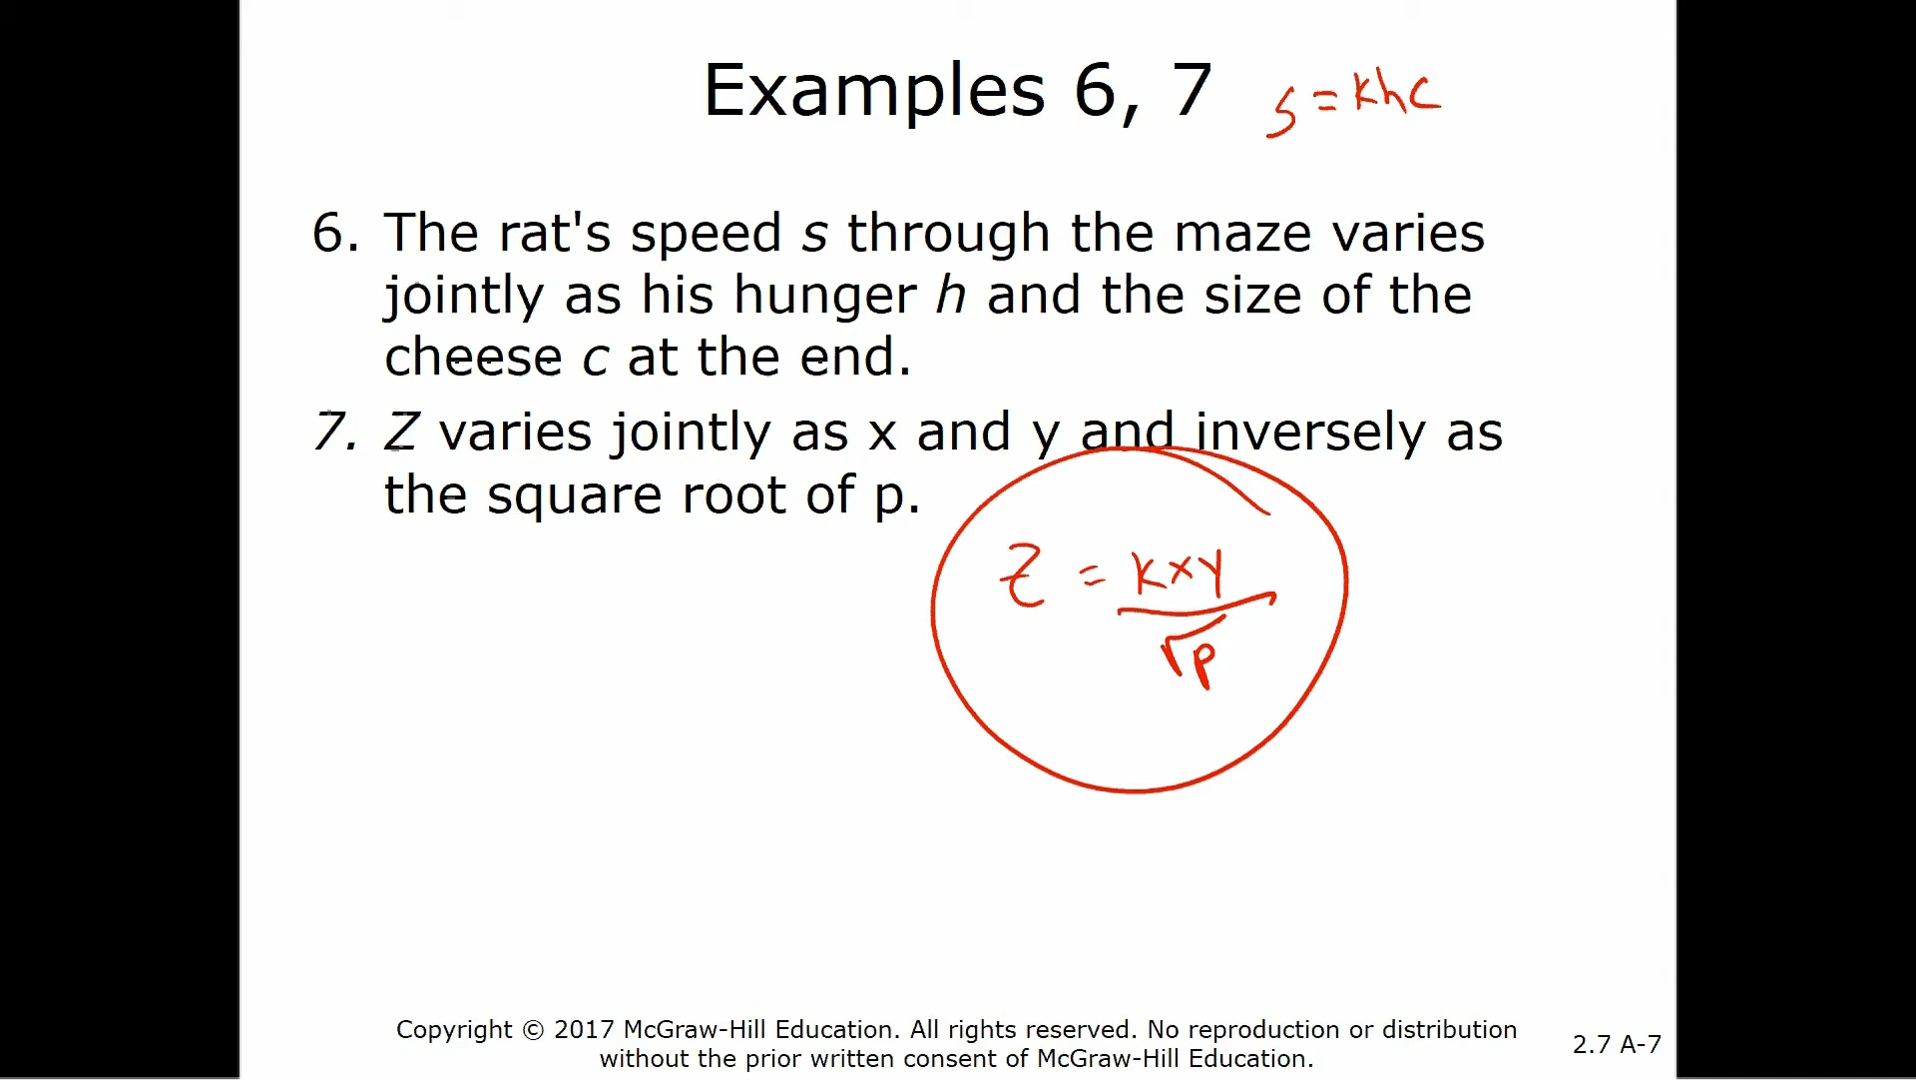 Examples 6, 7
s = khc
6. The rat's speed s through the maze varies
jointly as his hunger h and the size of the
cheese c at the end.
7. Z varies jointly as x and y and inversely as
the square root of p.
Z = kxy
√p
Copyright © 2017 McGraw-Hill Education. All rights reserved. No reproduction or distribution
without the prior written consent of McGraw-Hill Education.
2.7 A-7